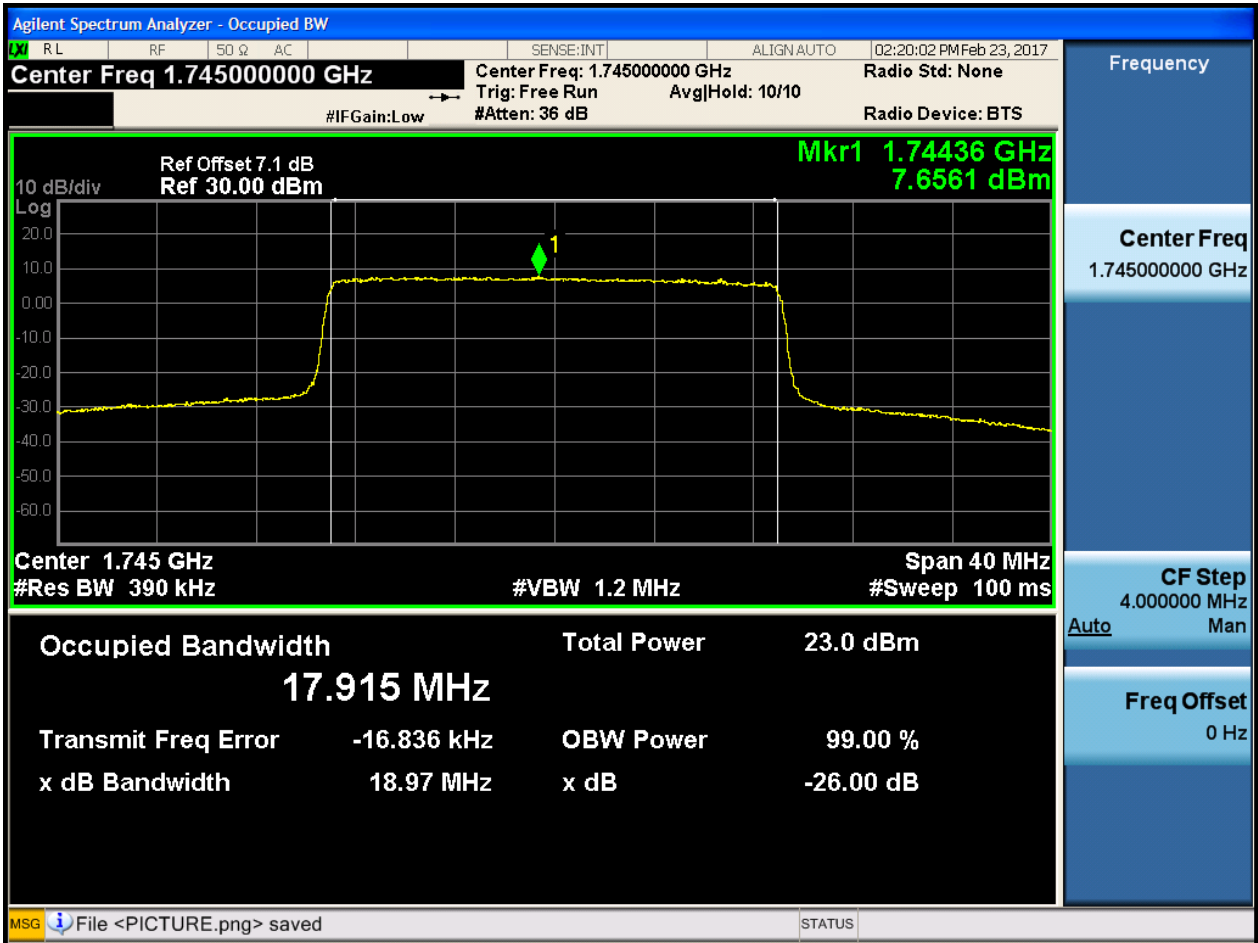 Agilent Spectrum Analyzer - Occupied BW
LXI RL RF 50 Ω AC SENSE:INT ALIGN AUTO 02:20:02 PM Feb 23, 2017
Center Freq 1.745000000 GHz
Center Freq: 1.745000000 GHz
Radio Std: None
Trig: Free Run Avg|Hold: 10/10
#IFGain:Low
#Atten: 36 dB
Radio Device: BTS
Mkr1 1.74436 GHz
7.6561 dBm
Ref Offset 7.1 dB
10 dB/div Ref 30.00 dBm
Log
20.0
10.0
0.00
-10.0
-20.0
-30.0
-40.0
-50.0
-60.0
1
Center 1.745 GHz Span 40 MHz
#Res BW 390 kHz #VBW 1.2 MHz #Sweep 100 ms
Occupied Bandwidth Total Power 23.0 dBm
17.915 MHz
Transmit Freq Error -16.836 kHz OBW Power 99.00 %
x dB Bandwidth 18.97 MHz x dB -26.00 dB
Frequency
Center Freq
1.745000000 GHz
CF Step
4.000000 MHz
Auto Man
Freq Offset
0 Hz
MSG File <PICTURE.png> saved STATUS